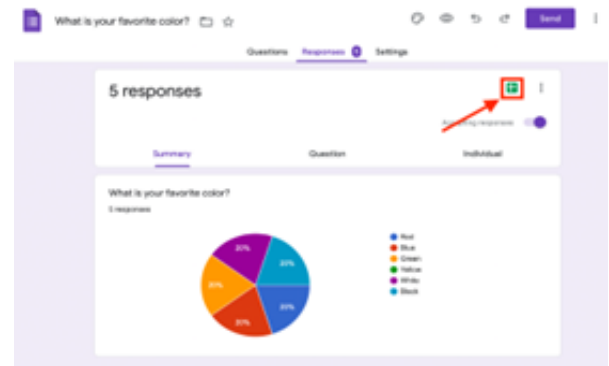 What is your favorite color?
Send
Questions Responses Settings
5 responses
Accepting responses
Summary Question Individual
What is your favorite color?
5 responses
Red
20% Blue
20% Green
20% Yellow
White
20% Black
20%